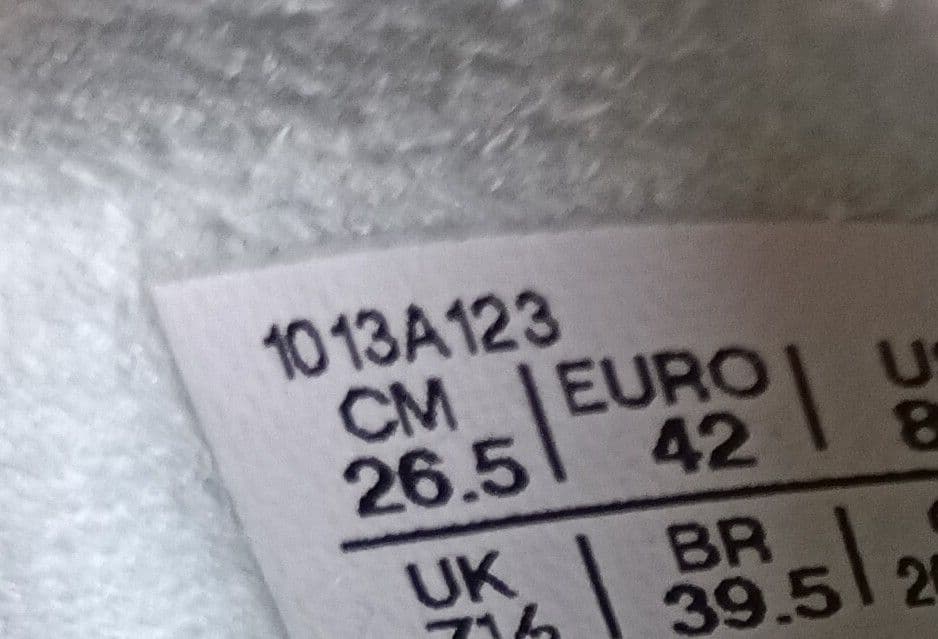 1013A123
CM | EURO |
26.5 42
UK | BR |
39.5